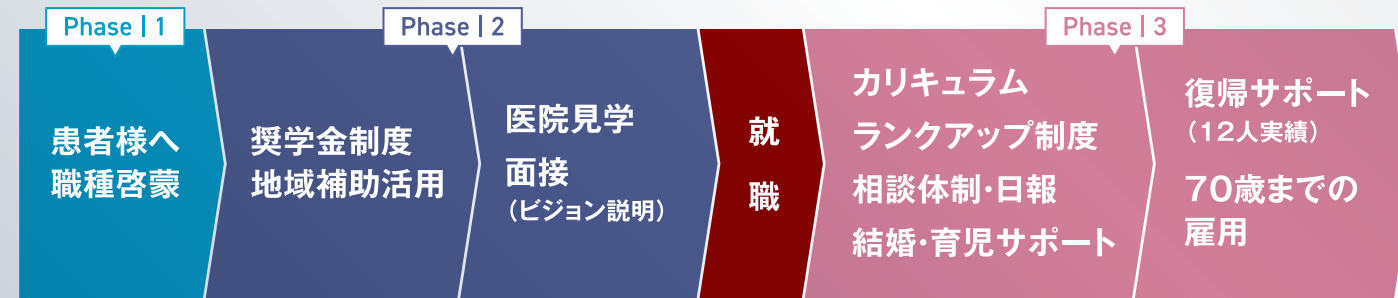 Phase | 1
患者様へ
職種啓蒙
Phase | 2
奨学金制度
地域補助活用
医院見学
面接
（ビジョン説明）
就
職
Phase | 3
カリキュラム
ランクアップ制度
相談体制・日報
結婚・育児サポート
復帰サポート
（12人実績）
70歳までの
雇用